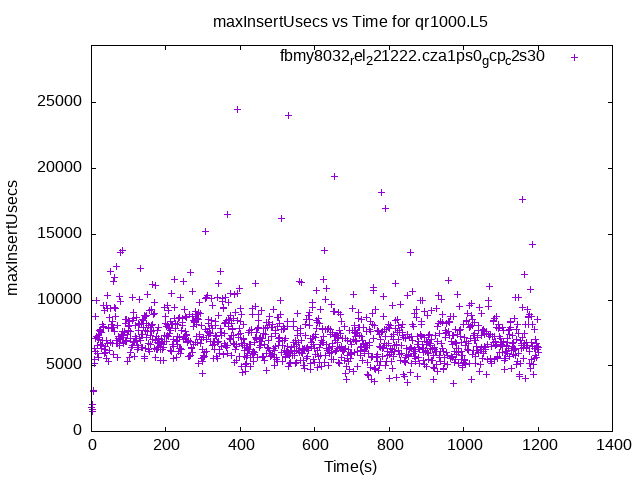 maxInsertUsecs vs Time for qr1000.L5
fbmy8032rel221222.cza1ps0gcpc2s30
25000
20000
15000
10000
5000
0
maxInsertUsecs
0 200 400 600 800 1000 1200 1400
Time(s)